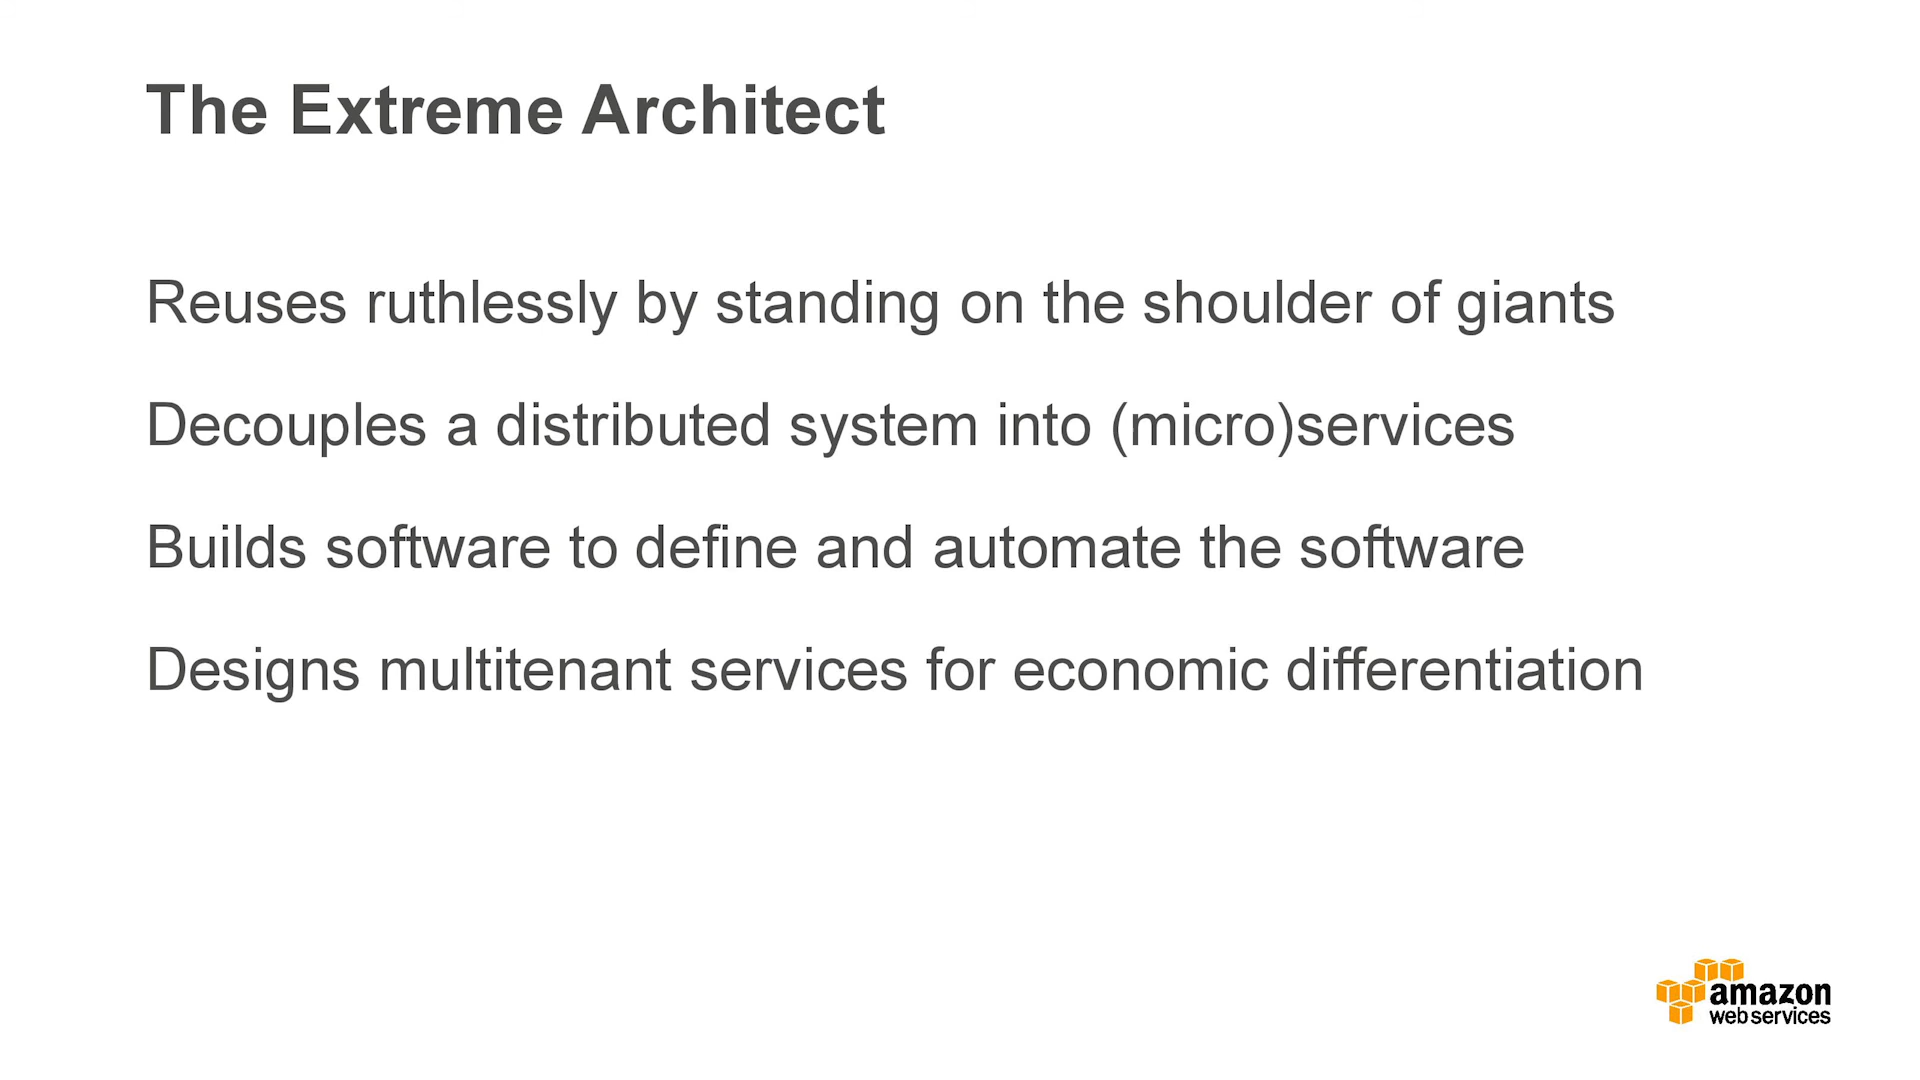 The Extreme Architect
Reuses ruthlessly by standing on the shoulder of giants
Decouples a distributed system into (micro)services
Builds software to define and automate the software
Designs multitenant services for economic differentiation
amazon
webservices